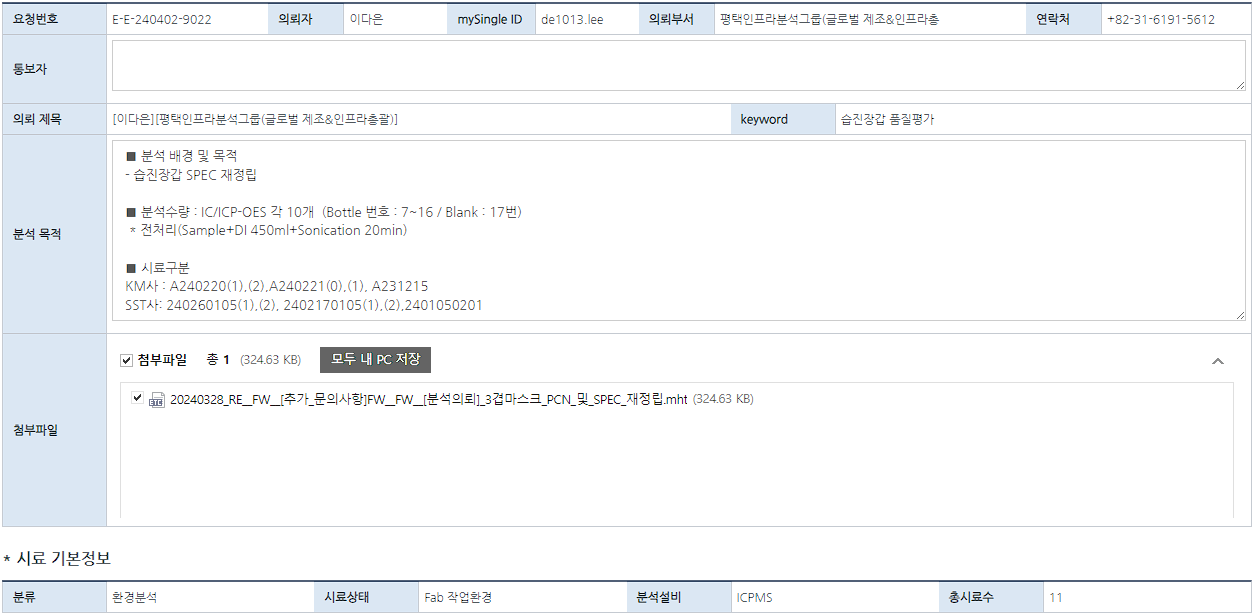 요청번호 E-E-240402-9022 의뢰자 이다은 mySingle ID de1013.lee 의뢰부서 평택인프라분석그룹(글로벌 제조&인프라총 연락처 +82-31-6191-5612
통보자
의뢰 제목 [이다은][평택인프라분석그룹(글로벌 제조&인프라총괄)] keyword 습진장갑 품질평가
분석 목적
■ 분석 배경 및 목적
- 습진장갑 SPEC 재정립
■ 분석수량 : IC/ICP-OES 각 10개 (Bottle 번호 : 7~16 / Blank : 17번)
* 전처리(Sample+DI 450ml+Sonication 20min)
■ 시료구분
KM사 : A240220(1),(2),A240221(0),(1), A231215
SST사: 240260105(1),(2), 2402170105(1),(2),2401050201
첨부파일
첨부파일 총 1 (324.63 KB) 모두 내 PC 저장
ETC 20240328_RE__FW__[추가_문의사항]FW__FW__[분석의뢰]_3겹마스크_PCN_및_SPEC_재정립.mht (324.63 KB)
* 시료 기본정보
분류 환경분석 시료상태 Fab 작업환경 분석설비 ICPMS 총시료수 11